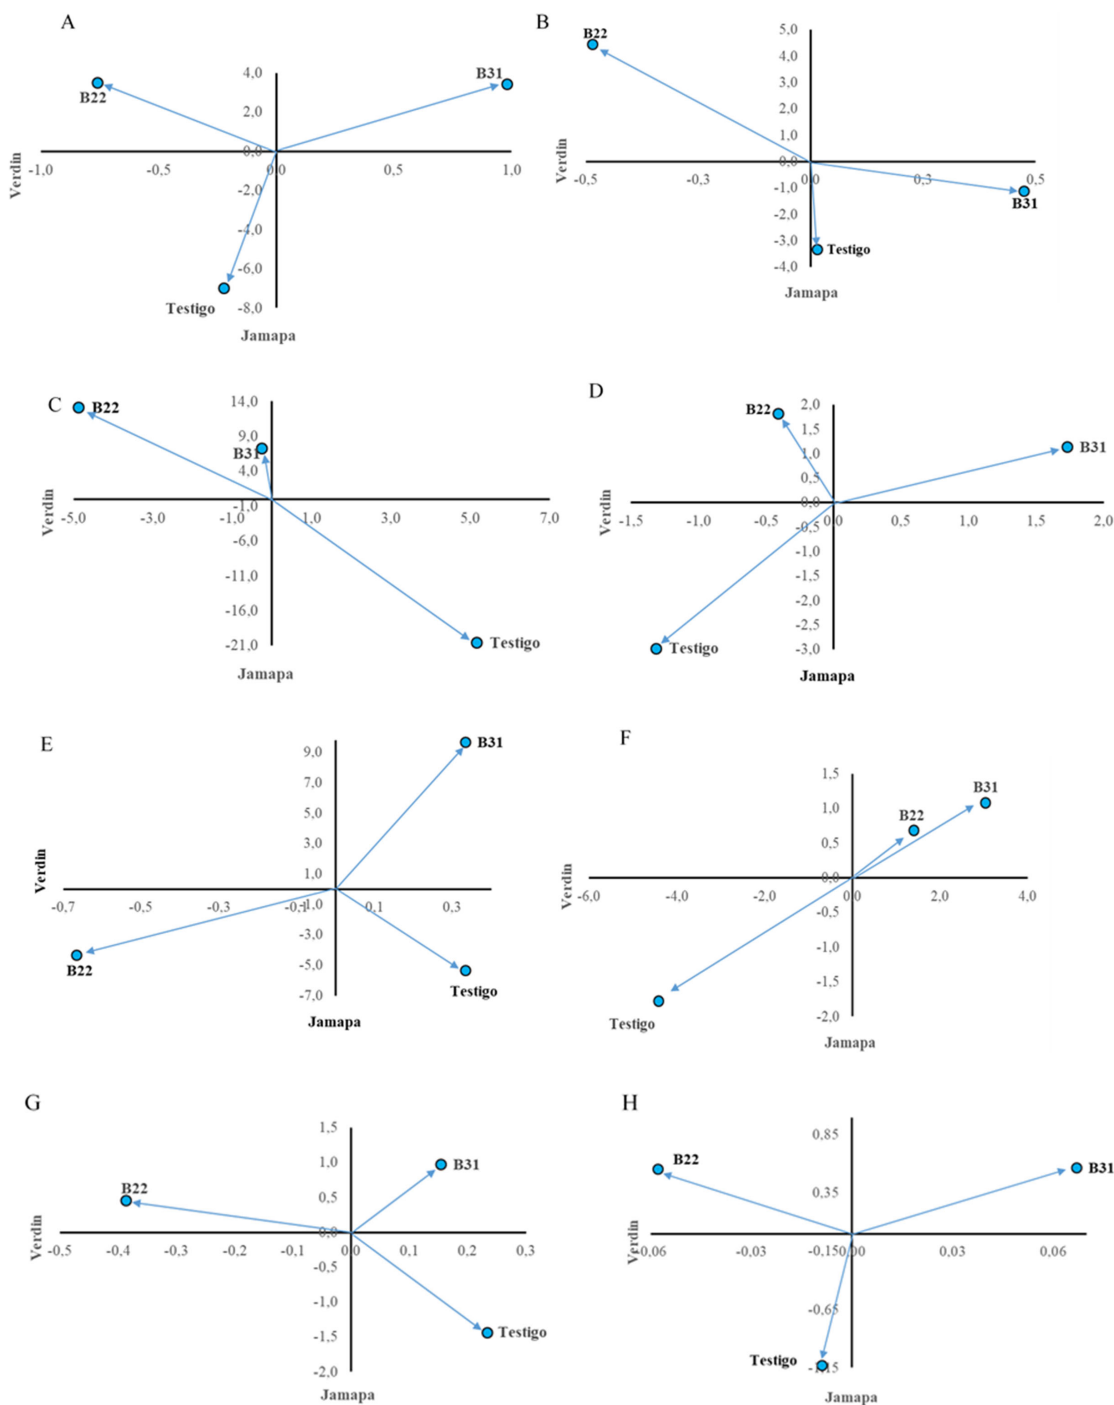 A
4,0
B31
B22
2,0
0,0
-1,0 -0,5 0,0 0,5 1,0
Verdin
-2,0
-4,0
-6,0
Testigo
-8,0
Jamapa
B
B22
5,0
4,0
3,0
2,0
1,0
0,0
Verdin
-0,5 -0,3 0,0 0,3 0,5
-1,0
B31
-2,0
-3,0
Testigo
-4,0
Jamapa
C
B22
14,0
9,0
B31
4,0
Verdin
-1,0
-5,0 -3,0 -1,0 1,0 3,0 5,0 7,0
-6,0
-11,0
-16,0
-21,0
Testigo
Jamapa
D
B22
2,0
1,5
B31
1,0
0,5
0,0
Verdin
-1,5 -1,0 -0,5 0,0 0,5 1,0 1,5 2,0
-0,5
-1,0
-1,5
-2,0
-2,5
-3,0
Testigo
Jamapa
E
B31
9,0
7,0
5,0
3,0
1,0
Verdin
-0,7 -0,5 -0,3 -0,1 0,1 0,3
-1,0
-3,0
-5,0
B22
-7,0
Testigo
Jamapa
F
1,5
B31
1,0
B22
0,5
0,0
Verdin
-6,0 -4,0 -2,0 0,0 2,0 4,0
-0,5
-1,0
-1,5
-2,0
Testigo
Jamapa
G
1,5
1,0
B31
B22
0,5
0,0
Verdin
-0,5 -0,4 -0,3 -0,2 -0,1 0,0 0,1 0,2 0,3
-0,5
-1,0
-1,5
Testigo
-2,0
Jamapa
H
0,85
B22
B31
0,35
Verdin
-0,06 -0,03 0,00 0,03 0,06
-0,15
-0,65
Testigo
-1,15
Jamapa